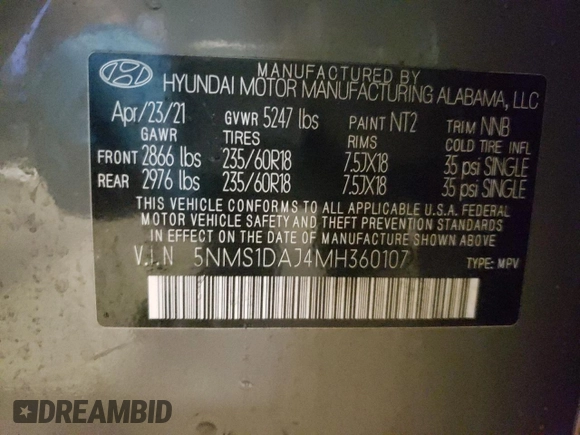 MANUFACTURED BY
HYUNDAI MOTOR MANUFACTURING ALABAMA, LLC
Apr/23/21 GVWR 5247 lbs PAINT NT2 TRIM NNB
GAWR TIRES RIMS COLD TIRE INFL
FRONT 2866 lbs 235/60R18 7.5JX18 35 psi SINGLE
REAR 2976 lbs 235/60R18 7.5JX18 35 psi SINGLE
THIS VEHICLE CONFORMS TO ALL APPLICABLE U.S.A. FEDERAL
MOTOR VEHICLE SAFETY AND THEFT PREVENTION STANDARDS
IN EFFECT ON THE DATE OF MANUFACTURE SHOWN ABOVE.
V.I.N 5NMS1DAJ4MH360107 TYPE: MPV
DREAMBID